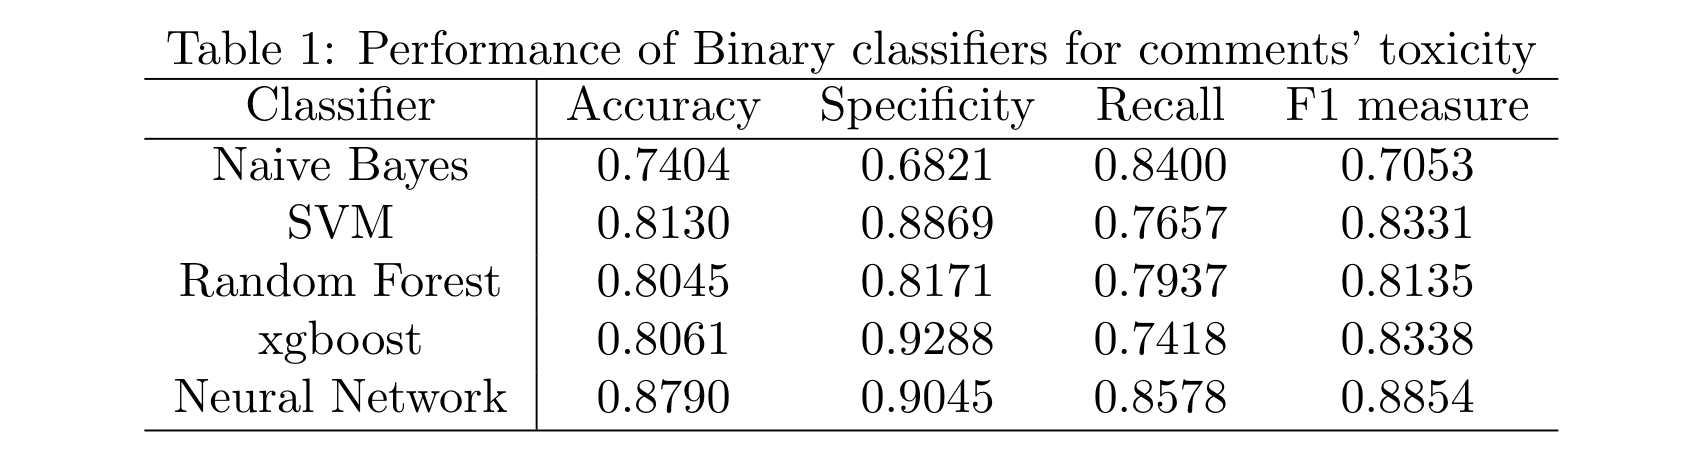 Table 1: Performance of Binary classifiers for comments’ toxicity
Classifier Accuracy Specificity Recall F1 measure
Naive Bayes 0.7404 0.6821 0.8400 0.7053
SVM 0.8130 0.8869 0.7657 0.8331
Random Forest 0.8045 0.8171 0.7937 0.8135
xgboost 0.8061 0.9288 0.7418 0.8338
Neural Network 0.8790 0.9045 0.8578 0.8854